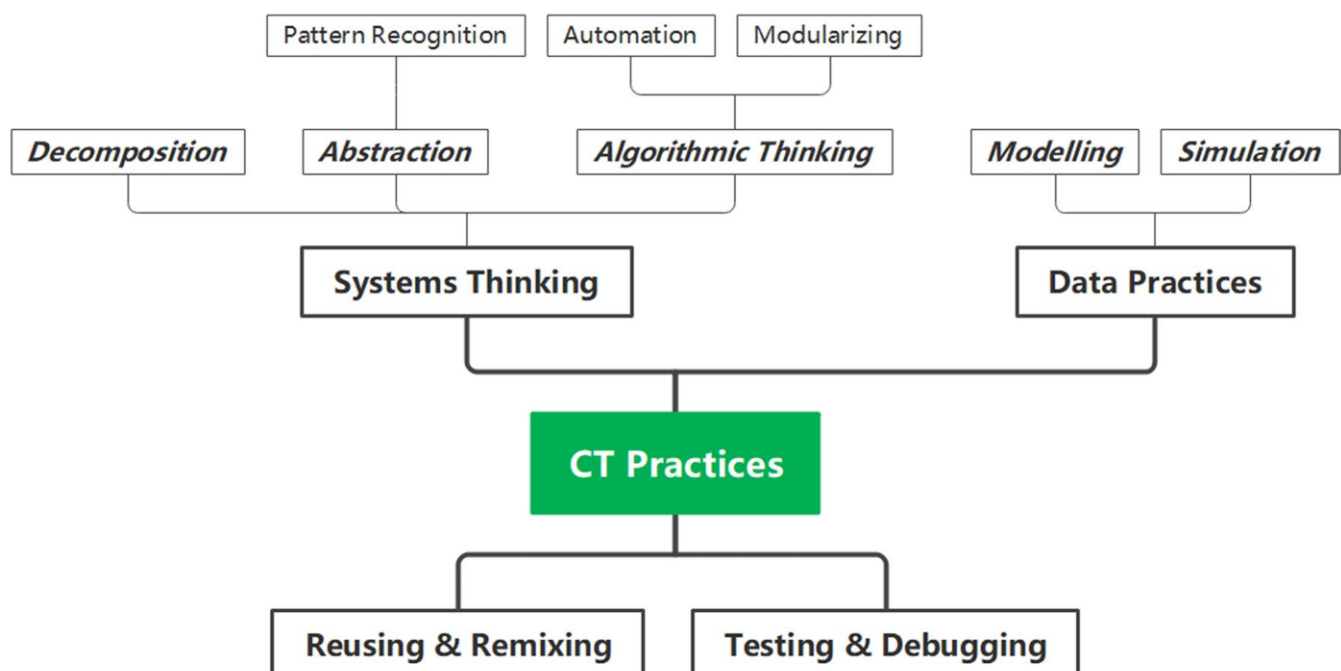 Pattern Recognition
Automation
Modularizing
Decomposition
Abstraction
Algorithmic Thinking
Modelling
Simulation
Systems Thinking
Data Practices
CT Practices
Reusing & Remixing
Testing & Debugging